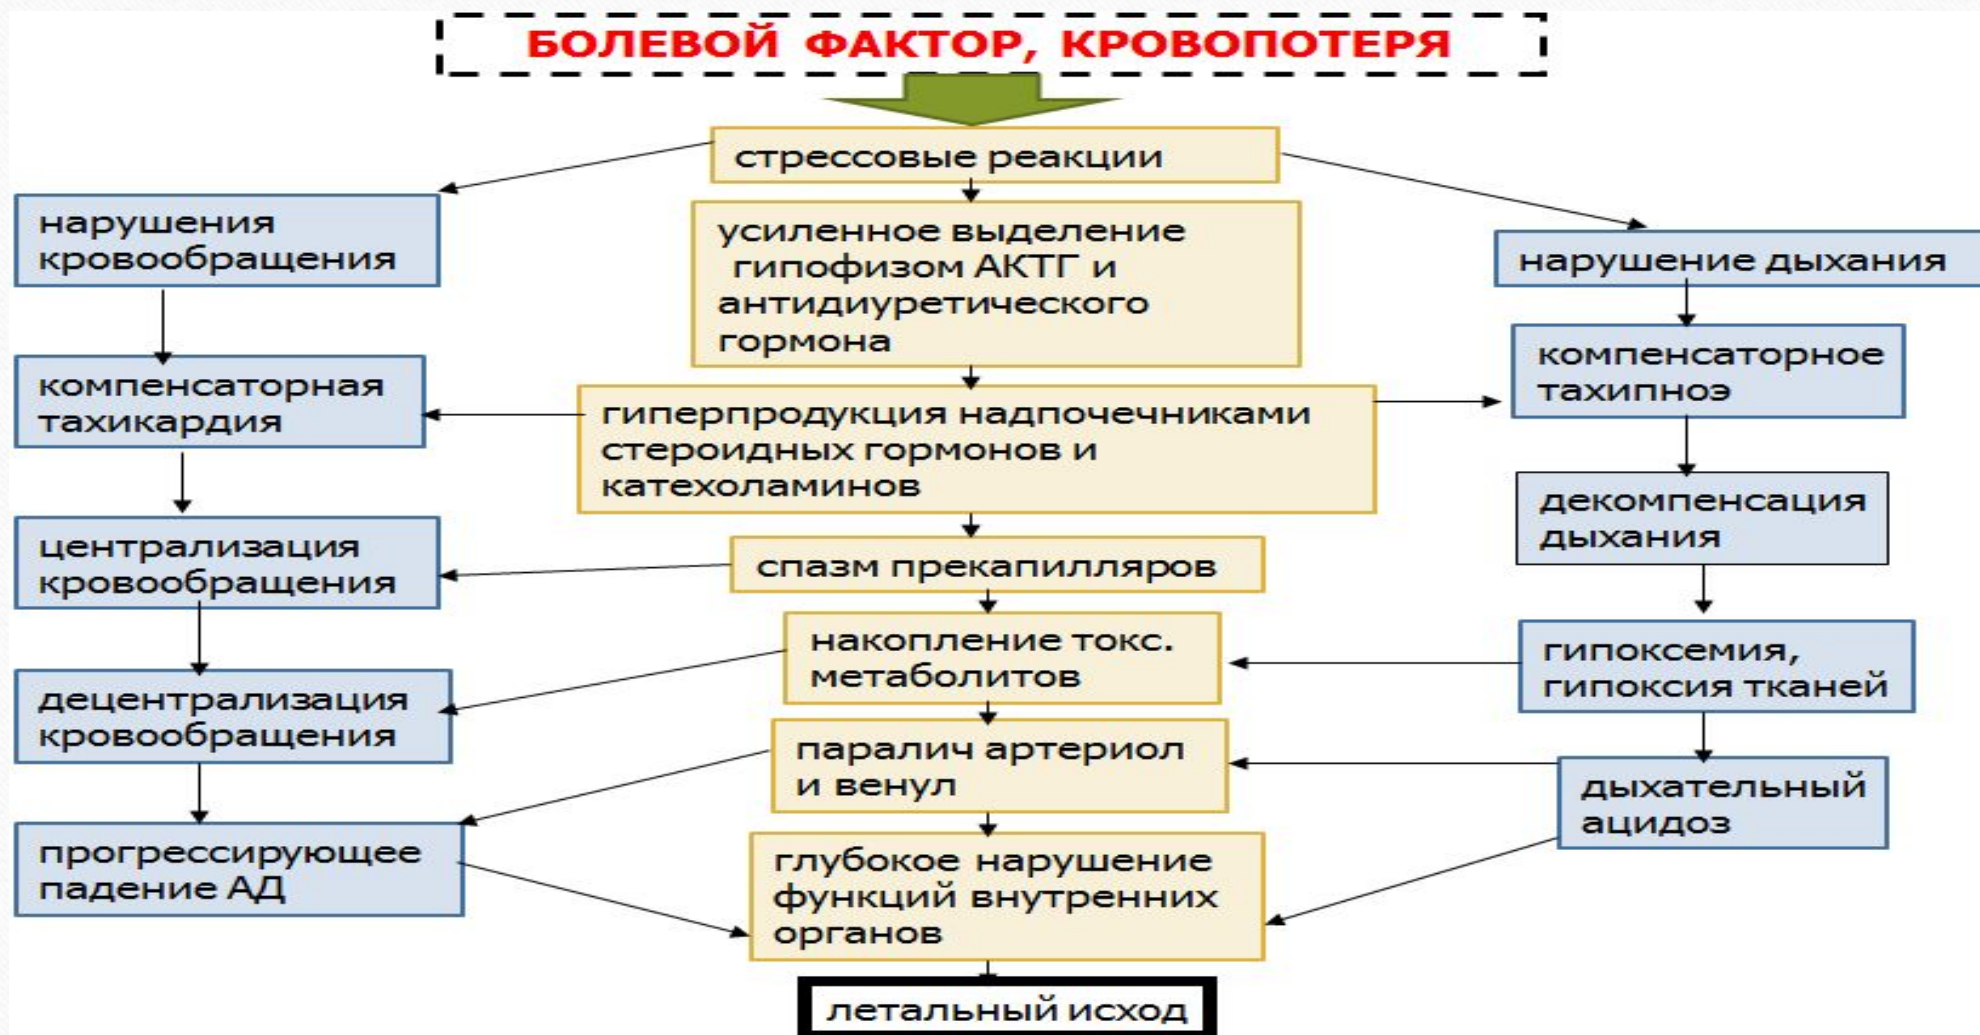 БОЛЕВОЙ ФАКТОР, КРОВОПОТЕРЯ
стрессовые реакции
нарушения
кровообращения
усиленное выделение
гипофизом АКТГ и
антидиуретического
гормона
нарушение дыхания
компенсаторная
тахикардия
гиперпродукция надпочечниками
стероидных гормонов и
катехоламинов
компенсаторное
тахипноэ
декомпенсация
дыхания
централизация
кровообращения
спазм прекапилляров
накопление токс.
метаболитов
гипоксемия,
гипоксия тканей
децентрализация
кровообращения
паралич артериол
и венул
дыхательный
ацидоз
прогрессирующее
падение АД
глубокое нарушение
функций внутренних
органов
летальный исход